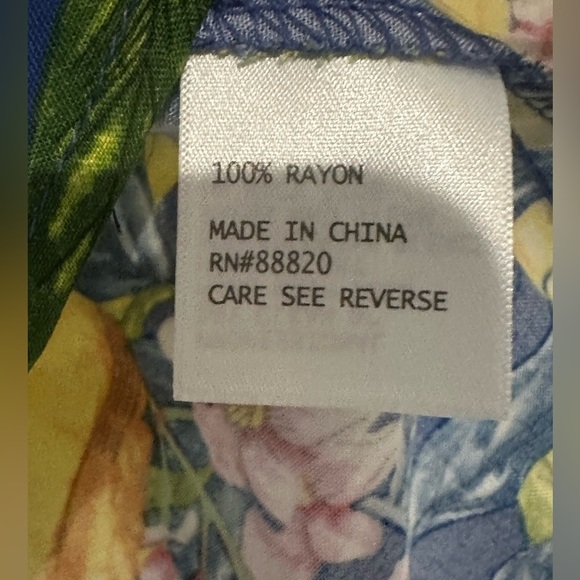 100% RAYON
MADE IN CHINA
RN#88820
CARE SEE REVERSE